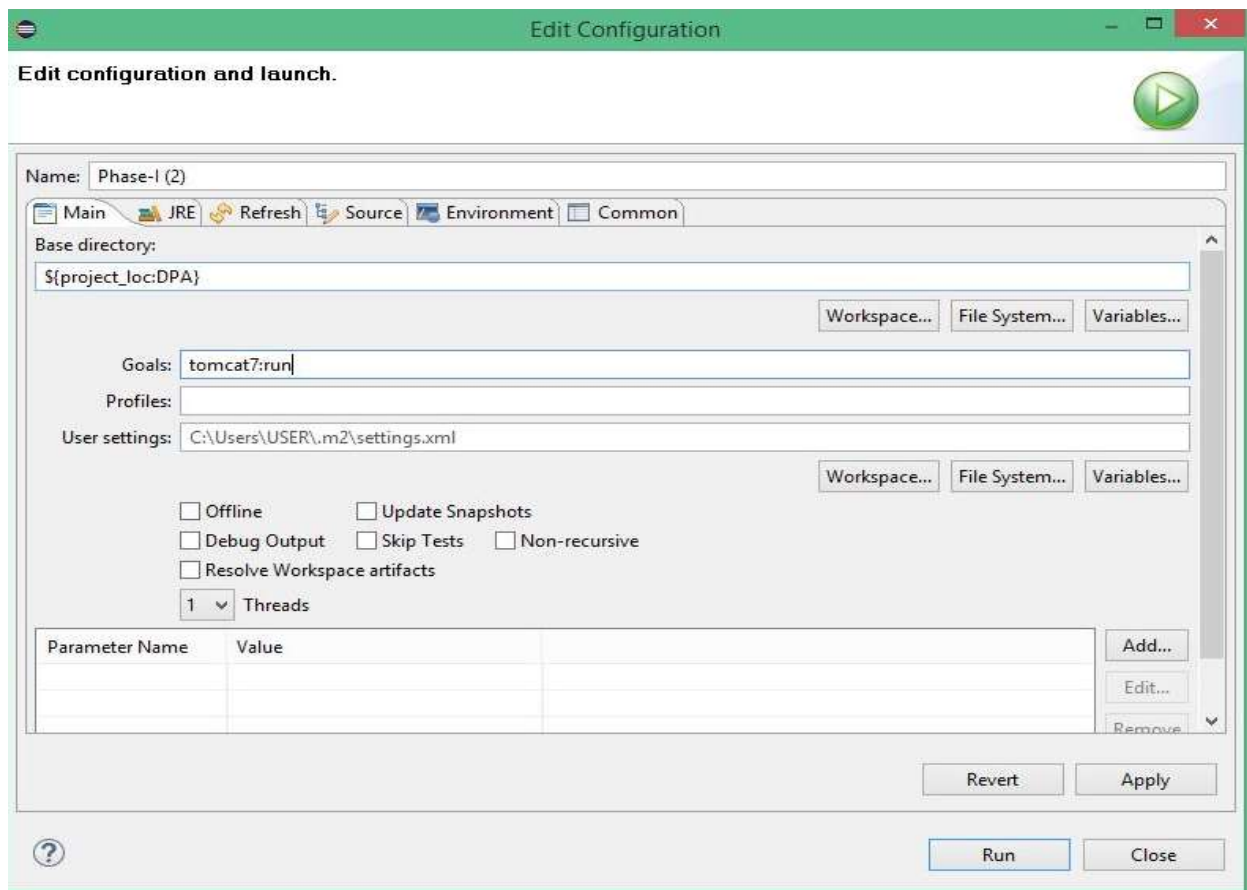 Edit Configuration
Edit configuration and launch.
Name: Phase-I (2)
Main JRE Refresh Source Environment Common
Base directory:
${project_loc:DPA}
Workspace... File System... Variables...
Goals: tomcat7:run
Profiles:
User settings: C:\Users\USER\.m2\settings.xml
Workspace... File System... Variables...
Offline Update Snapshots
Debug Output Skip Tests Non-recursive
Resolve Workspace artifacts
1 Threads
Parameter Name Value Add...
Edit...
Remove
Revert Apply
Run Close